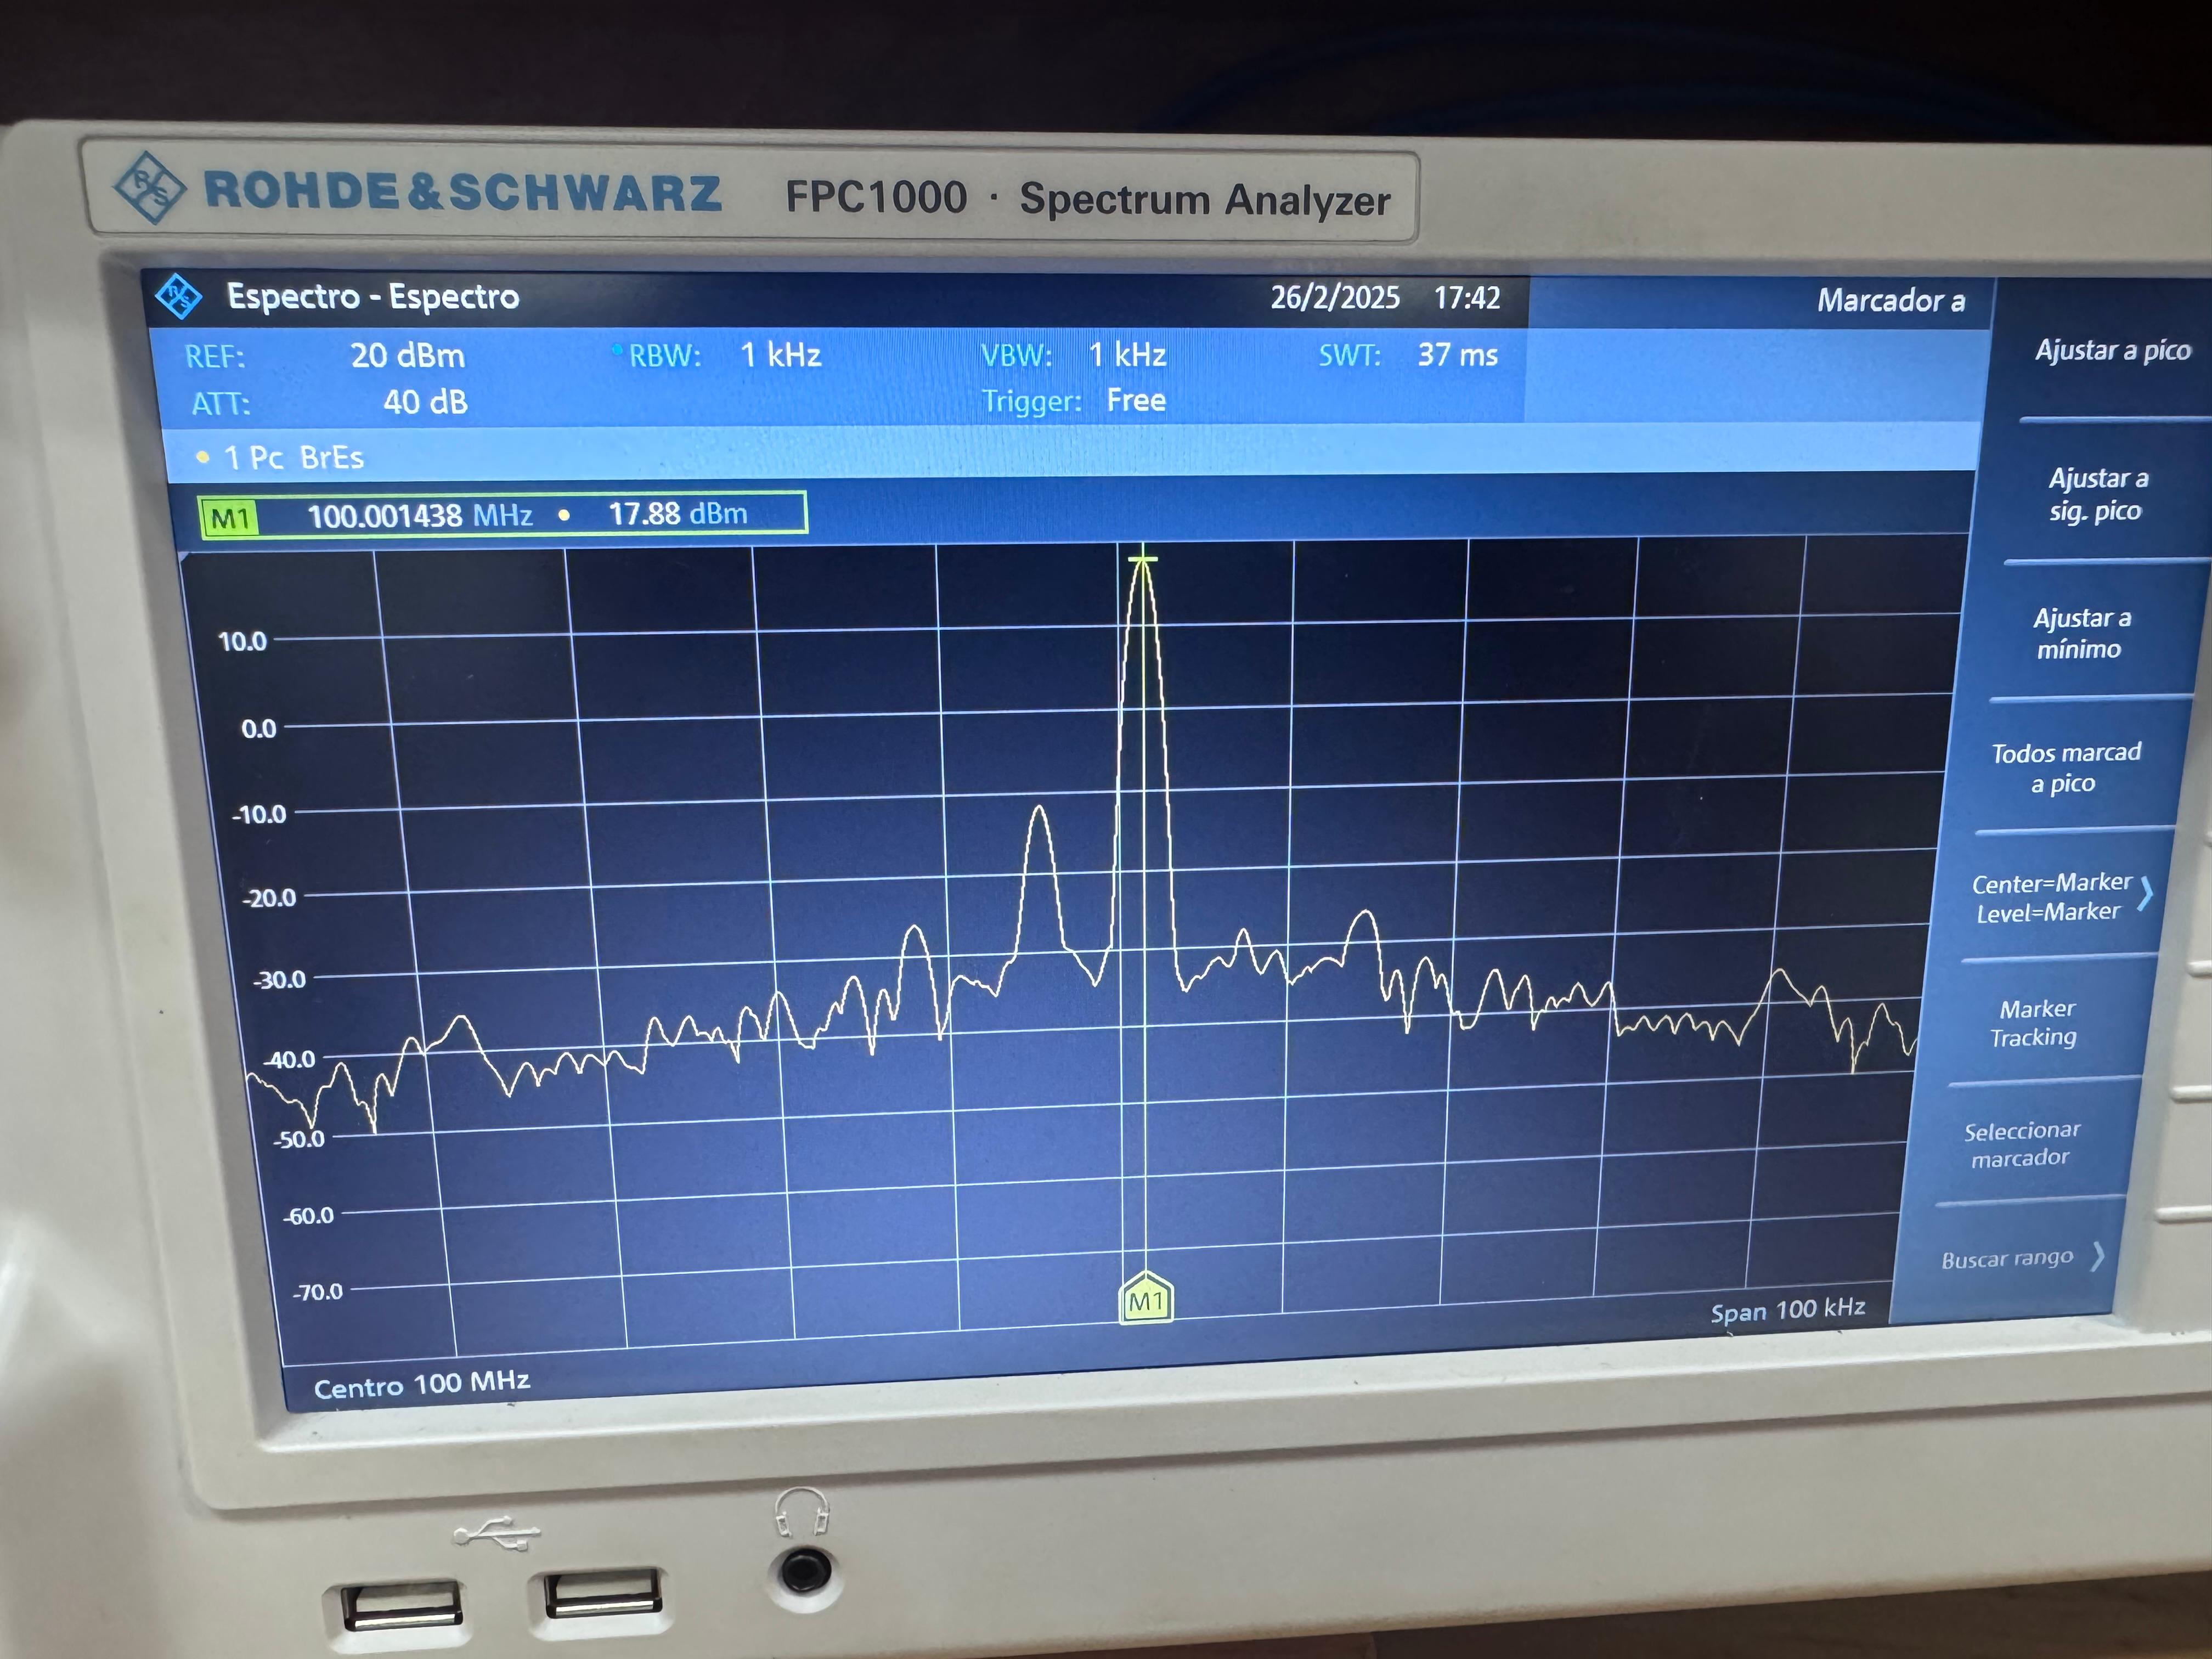 ROHDE&SCHWARZ FPC1000 · Spectrum Analyzer
Espectro - Espectro 26/2/2025 17:42 Marcador a
REF: 20 dBm RBW: 1 kHz VBW: 1 kHz SWT: 37 ms
ATT: 40 dB Trigger: Free
1 Pc BrEs
M1 100.001438 MHz • 17.88 dBm
10.0
0.0
-10.0
-20.0
-30.0
-40.0
-50.0
-60.0
-70.0
M1
Centro 100 MHz Span 100 kHz
Ajustar a pico
Ajustar a
sig. pico
Ajustar a
mínimo
Todos marcad
a pico
Center=Marker
Level=Marker
Marker
Tracking
Seleccionar
marcador
Buscar rango